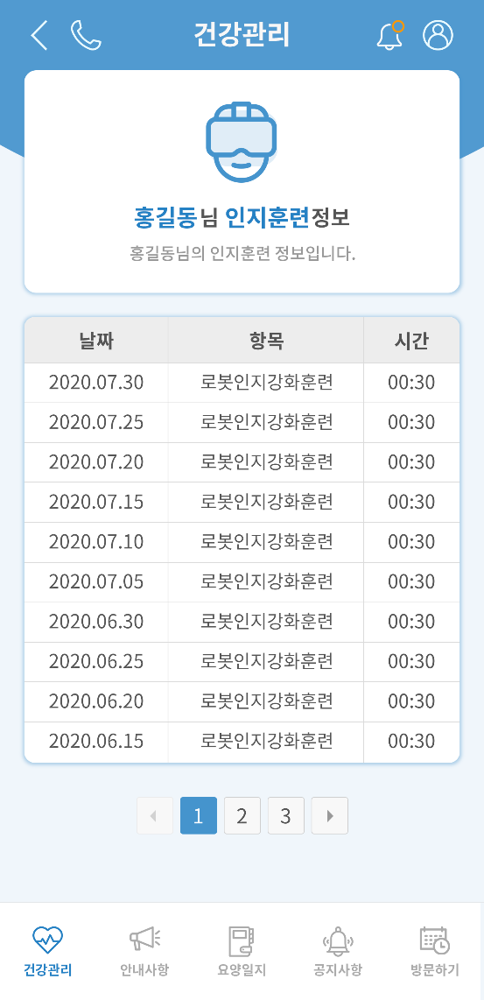 건강관리
홍길동님 인지훈련정보
홍길동님의 인지훈련 정보입니다.
날짜 항목 시간
2020.07.30 로봇인지강화훈련 00:30
2020.07.25 로봇인지강화훈련 00:30
2020.07.20 로봇인지강화훈련 00:30
2020.07.15 로봇인지강화훈련 00:30
2020.07.10 로봇인지강화훈련 00:30
2020.07.05 로봇인지강화훈련 00:30
2020.06.30 로봇인지강화훈련 00:30
2020.06.25 로봇인지강화훈련 00:30
2020.06.20 로봇인지강화훈련 00:30
2020.06.15 로봇인지강화훈련 00:30
1 2 3
건강관리 안내사항 요양일지 공지사항 방문하기